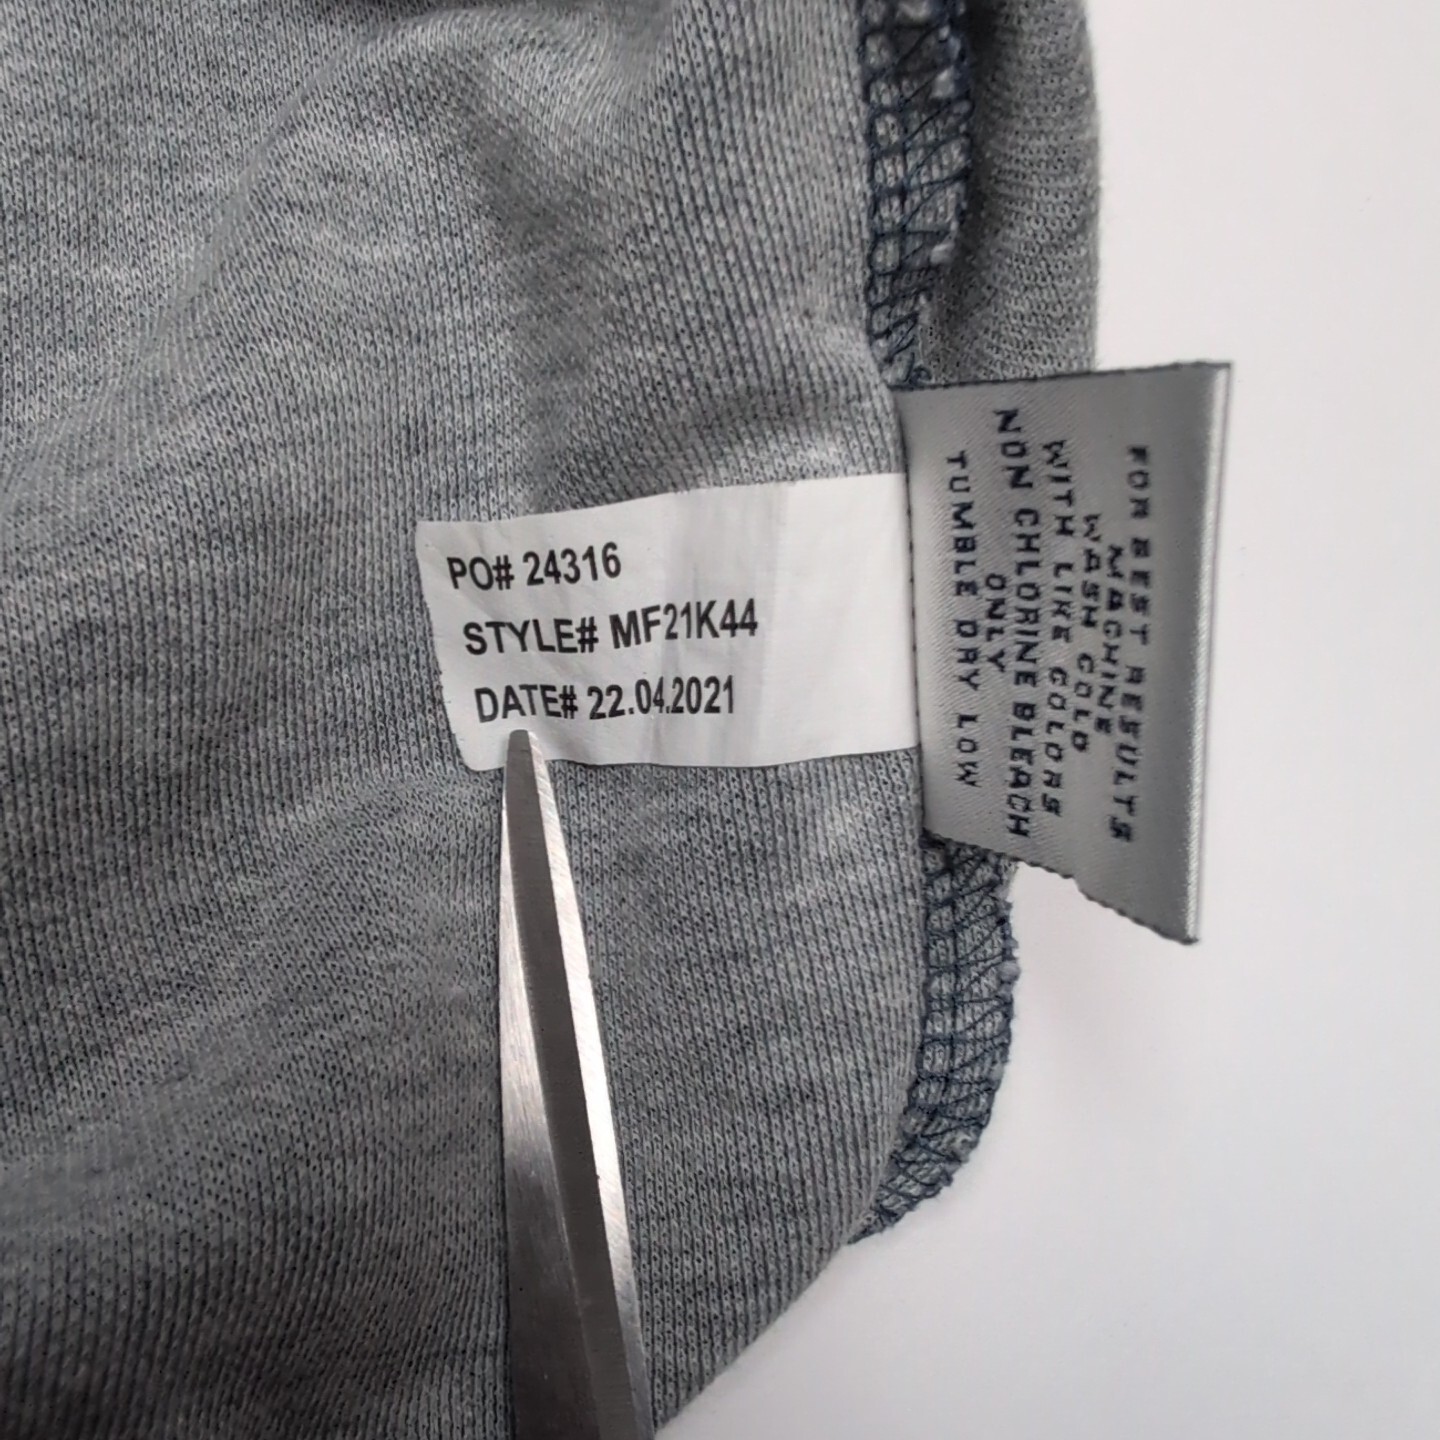 PO# 24316
STYLE# MF21K44
DATE# 22.04.2021
FOR BEST RESULTS
MACHINE
WASH COLD
WITH LIKE COLORS
NON CHLORINE BLEACH
ONLY
TUMBLE DRY LOW